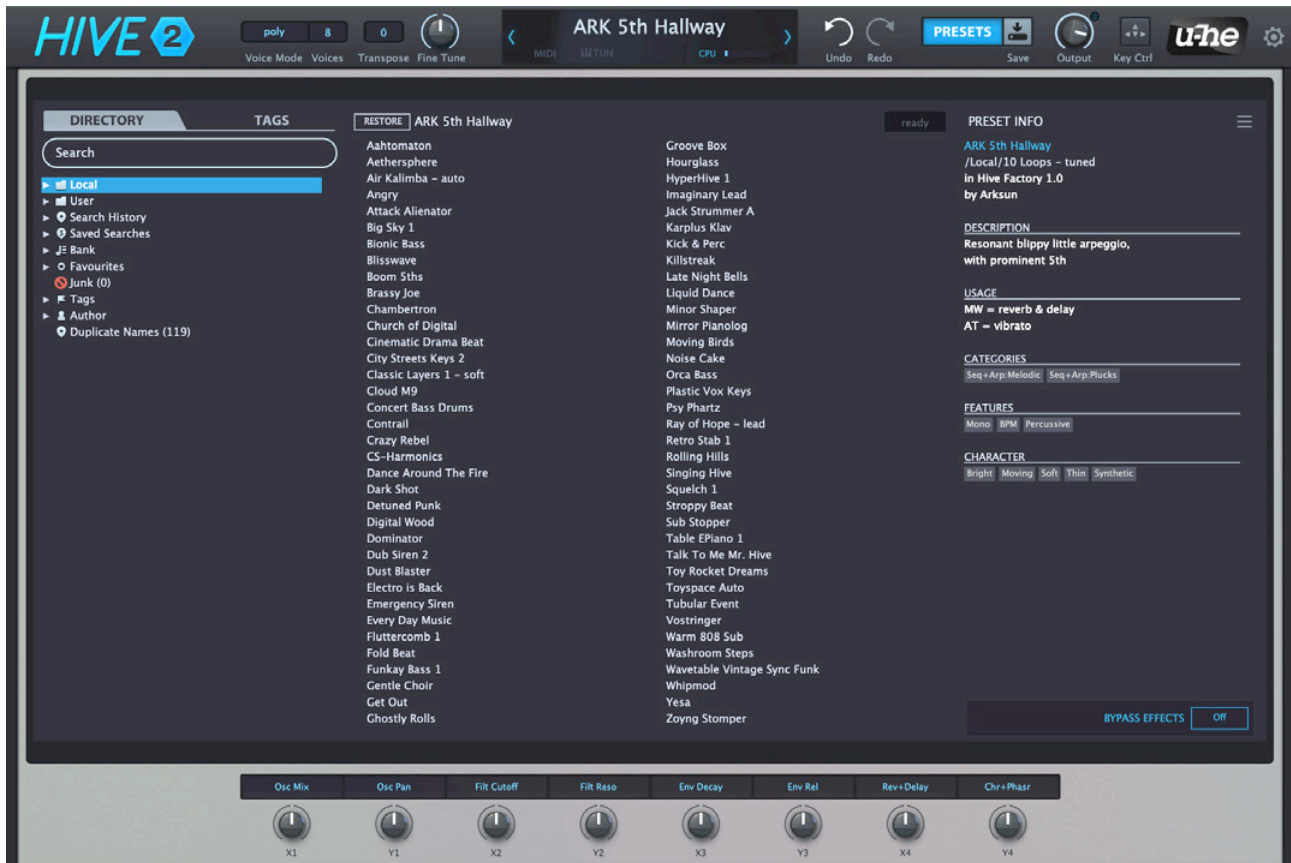 HIVE 2
poly 8 0
Voice Mode Voices Transpose Fine Tune
ARK 5th Hallway
MIDI TUN CPU
Undo Redo
PRESETS
Save Output Key Ctrl
u-he
DIRECTORY TAGS
Search
Local
User
Search History
Saved Searches
Bank
Favourites
Junk (0)
Tags
Author
Duplicate Names (119)
RESTORE ARK 5th Hallway
ready
Aahtomaton
Aethersphere
Air Kalimba - auto
Angry
Attack Alienator
Big Sky 1
Bionic Bass
Blisswave
Boom 5ths
Brassy Joe
Chambertron
Church of Digital
Cinematic Drama Beat
City Streets Keys 2
Classic Layers 1 - soft
Cloud M9
Concert Bass Drums
Contrail
Crazy Rebel
CS-Harmonics
Dance Around The Fire
Dark Shot
Detuned Punk
Digital Wood
Dominator
Dub Siren 2
Dust Blaster
Electro is Back
Emergency Siren
Every Day Music
Fluttercomb 1
Fold Beat
Funkay Bass 1
Gentle Choir
Get Out
Ghostly Rolls
Groove Box
Hourglass
HyperHive 1
Imaginary Lead
Jack Strummer A
Karplus Klav
Kick & Perc
Killstreak
Late Night Bells
Liquid Dance
Minor Shaper
Mirror Pianolog
Moving Birds
Noise Cake
Orca Bass
Plastic Vox Keys
Psy Phartz
Ray of Hope - lead
Retro Stab 1
Rolling Hills
Singing Hive
Squelch 1
Stroppy Beat
Sub Stopper
Table EPiano 1
Talk To Me Mr. Hive
Toy Rocket Dreams
Toyspace Auto
Tubular Event
Vostringer
Warm 808 Sub
Washroom Steps
Wavetable Vintage Sync Funk
Whipmod
Yesa
Zoyng Stomper
PRESET INFO
ARK 5th Hallway
/Local/10 Loops - tuned
in Hive Factory 1.0
by Arksun
DESCRIPTION
Resonant blippy little arpeggio,
with prominent 5th
USAGE
MW = reverb & delay
AT = vibrato
CATEGORIES
Seq+Arp:Melodic Seq+Arp:Plucks
FEATURES
Mono BPM Percussive
CHARACTER
Bright Moving Soft Thin Synthetic
BYPASS EFFECTS Off
Osc Mix Osc Pan Filt Cutoff Filt Reso Env Decay Env Rel Rev+Delay Chr+Phasr
X1 Y1 X2 Y2 X3 Y3 X4 Y4